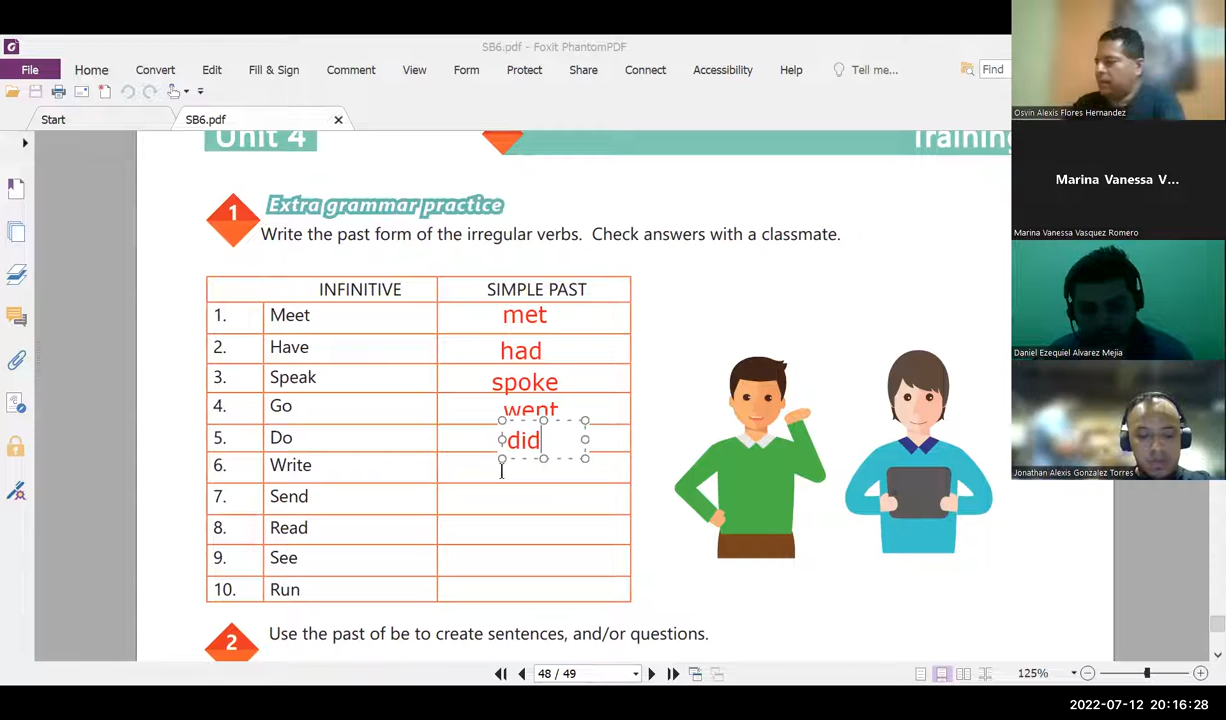 SB6.pdf - Foxit PhantomPDF
File Home Convert Edit Fill & Sign Comment View Form Protect Share Connect Accessibility Help Tell me... Find
Start SB6.pdf
Unit 4 Training
1 Extra grammar practice
Write the past form of the irregular verbs. Check answers with a classmate.
INFINITIVE SIMPLE PAST
1. Meet met
2. Have had
3. Speak spoke
4. Go went
5. Do did
6. Write
7. Send
8. Read
9. See
10. Run
2 Use the past of be to create sentences, and/or questions.
48 / 49 125%
Osvin Alexis Flores Hernandez
Marina Vanessa V...
Marina Vanessa Vasquez Romero
Daniel Ezequiel Alvarez Mejia
Jonathan Alexis Gonzalez Torres
2022-07-12 20:16:28